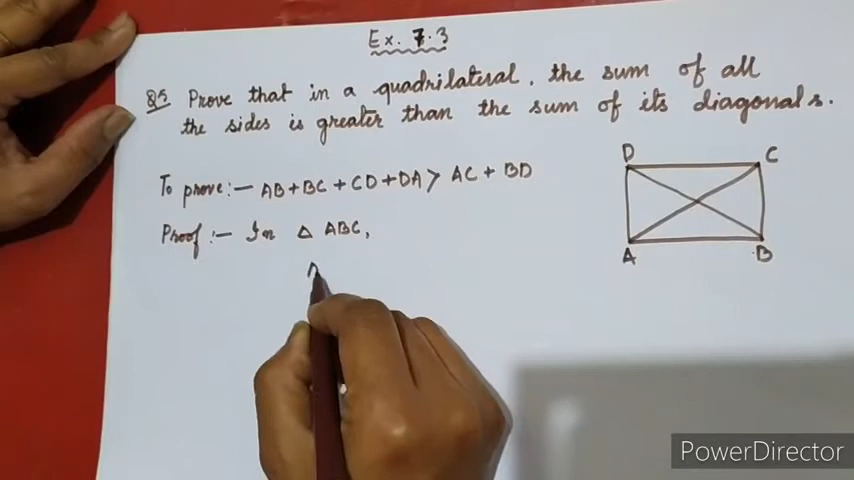 Ex. 7.3
Q5 Prove that in a quadrilateral, the sum of all
the sides is greater than the sum of its diagonals.
To prove:- AB+BC+CD+DA> AC+BD
Proof:- In △ ABC,
D C
A B
PowerDirector